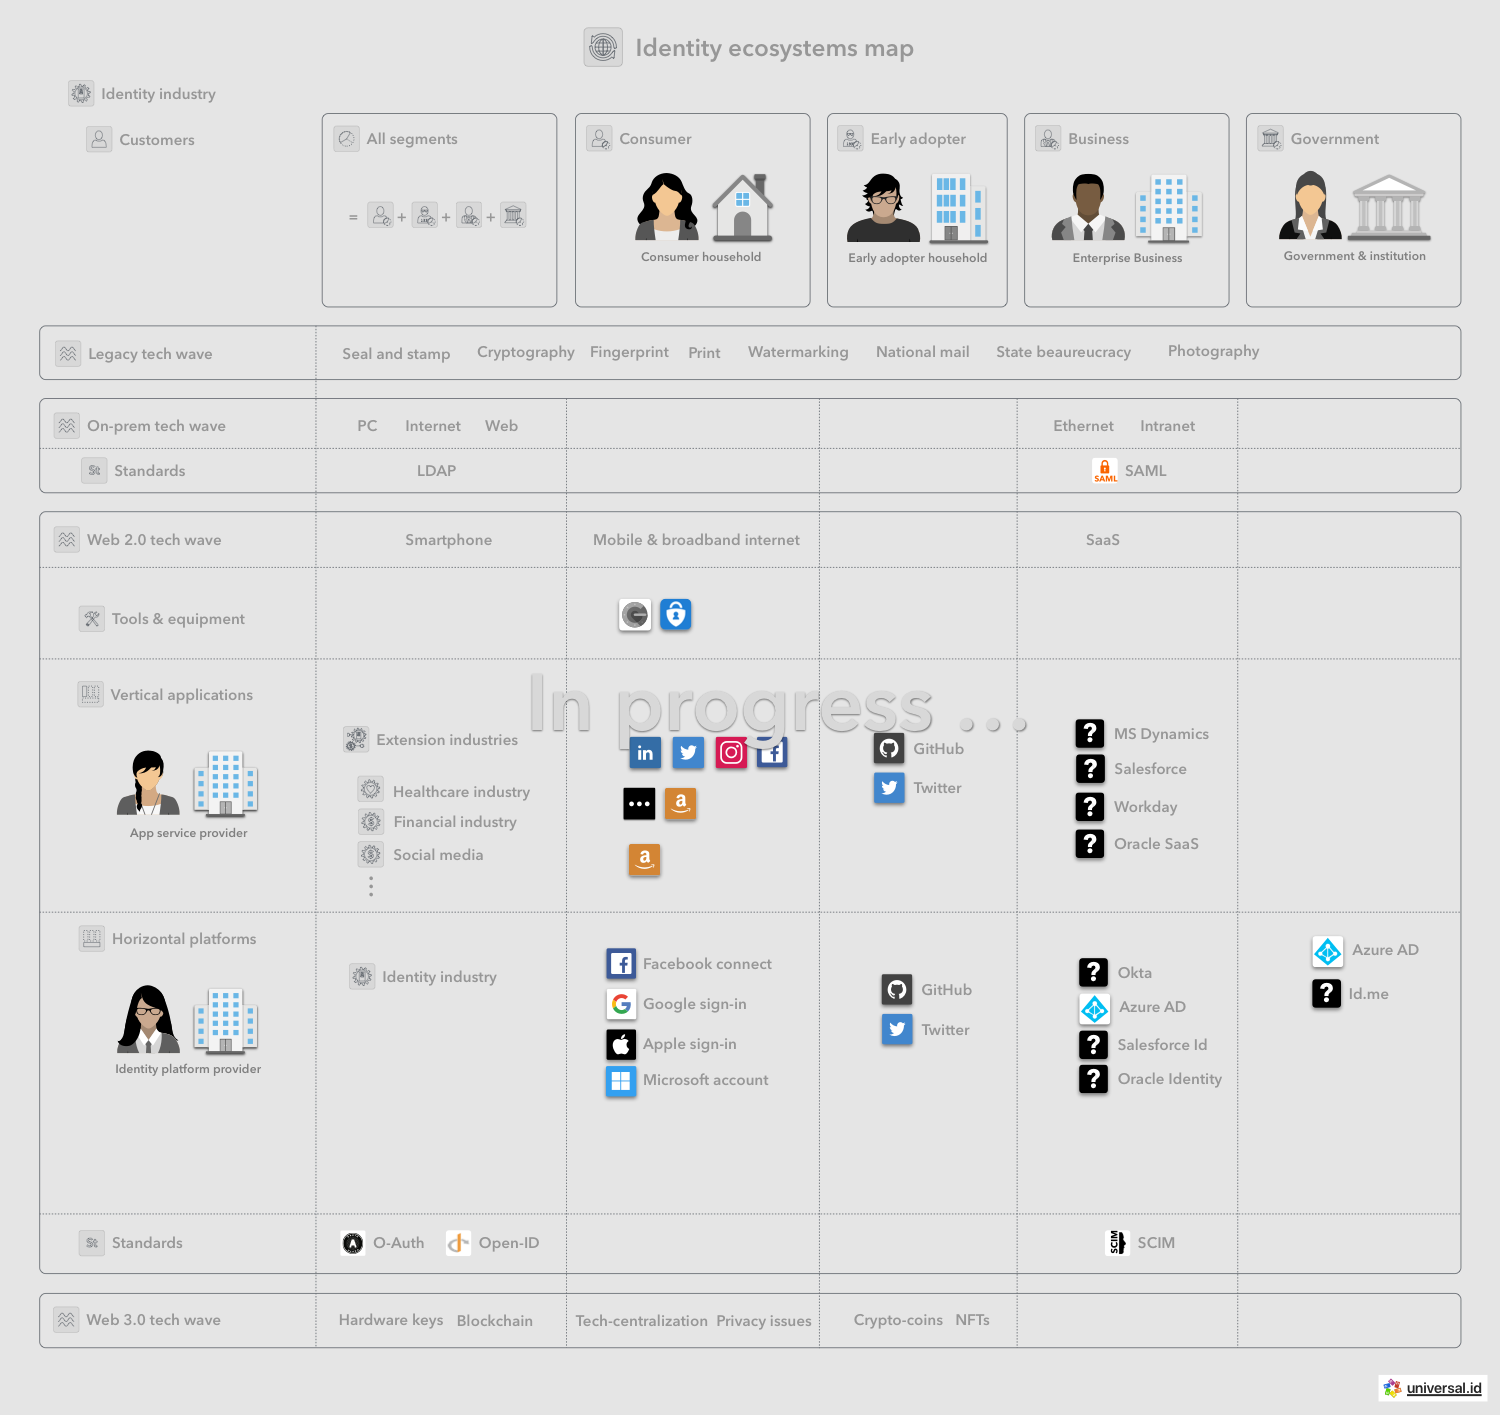 Identity ecosystems map
Identity industry
Customers
All segments
Consumer
Early adopter
Business
Government
= + + +
Consumer household
Early adopter household
Enterprise Business
Government & institution
Legacy tech wave
Seal and stamp
Cryptography
Fingerprint
Print
Watermarking
National mail
State beaureucracy
Photography
On-prem tech wave
PC
Internet
Web
Ethernet
Intranet
St
Standards
LDAP
SAML
SAML
Web 2.0 tech wave
Smartphone
Mobile & broadband internet
SaaS
Tools & equipment
Vertical applications
In progress ...
Extension industries
Healthcare industry
Financial industry
Social media
App service provider
in
GitHub
Twitter
? MS Dynamics
? Salesforce
? Workday
? Oracle SaaS
Horizontal platforms
Identity industry
Identity platform provider
Facebook connect
Google sign-in
Apple sign-in
Microsoft account
GitHub
Twitter
? Okta
Azure AD
? Salesforce Id
? Oracle Identity
Azure AD
? Id.me
St
Standards
O-Auth
Open-ID
SCIM
SCIM
Web 3.0 tech wave
Hardware keys
Blockchain
Tech-centralization
Privacy issues
Crypto-coins
NFTs
universal.id